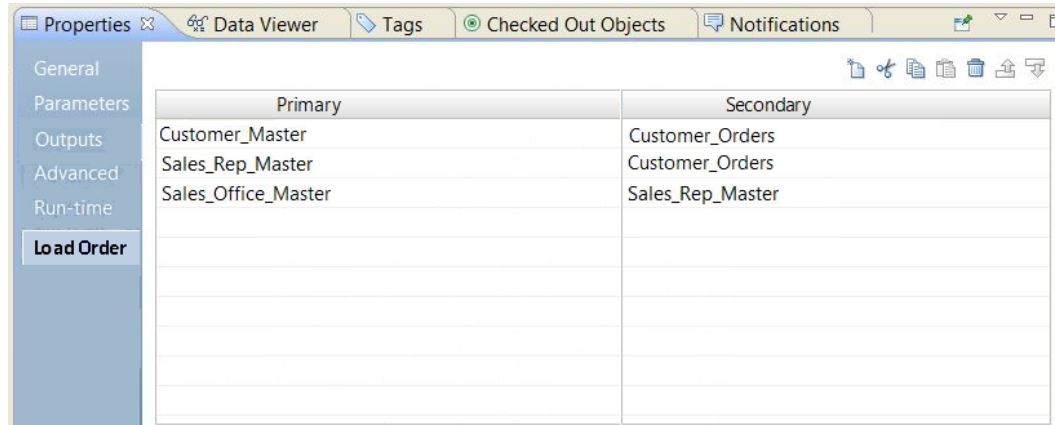 Properties Data Viewer Tags Checked Out Objects Notifications
General
Parameters
Outputs
Advanced
Run-time
Load Order
Primary Secondary
Customer_Master Customer_Orders
Sales_Rep_Master Customer_Orders
Sales_Office_Master Sales_Rep_Master